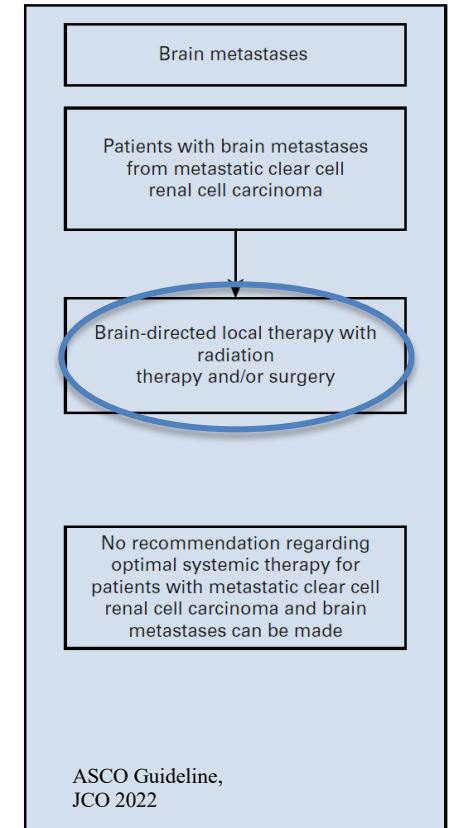 Brain metastases
Patients with brain metastases
from metastatic clear cell
renal cell carcinoma
Brain-directed local therapy with
radiation
therapy and/or surgery
No recommendation regarding
optimal systemic therapy for
patients with metastatic clear cell
renal cell carcinoma and brain
metastases can be made
ASCO Guideline,
JCO 2022